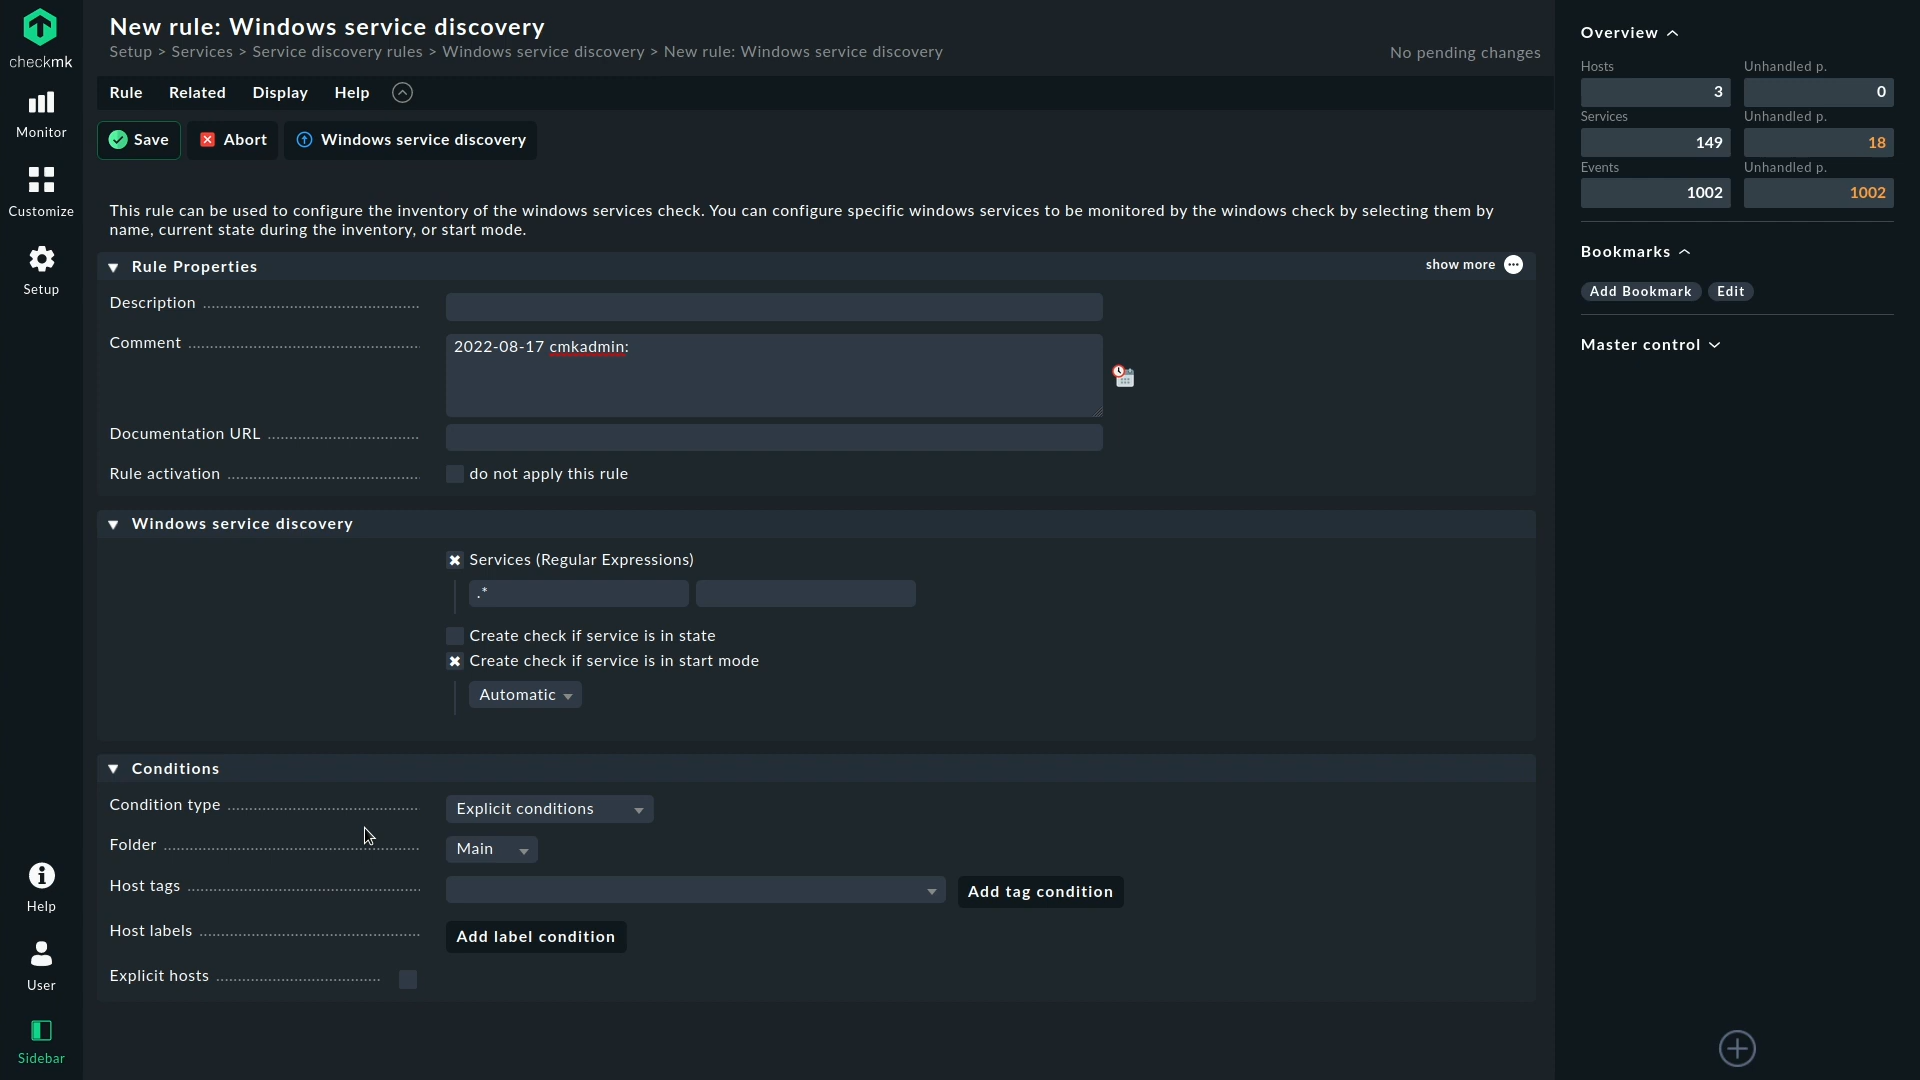 New rule: Windows service discovery
Setup > Services > Service discovery rules > Windows service discovery > New rule: Windows service discovery
No pending changes
checkmk
Monitor
Customize
Setup
Help
User
Sidebar
Rule Related Display Help
Save Abort Windows service discovery
This rule can be used to configure the inventory of the windows services check. You can configure specific windows services to be monitored by the windows check by selecting them by
name, current state during the inventory, or start mode.
Rule Properties
show more
Description
Comment
2022-08-17 cmkadmin:
Documentation URL
Rule activation
do not apply this rule
Windows service discovery
Services (Regular Expressions)
.*
Create check if service is in state
Create check if service is in start mode
Automatic
Conditions
Condition type
Explicit conditions
Folder
Main
Host tags
Add tag condition
Host labels
Add label condition
Explicit hosts
Overview
Hosts Unhandled p.
3 0
Services Unhandled p.
149 18
Events Unhandled p.
1002 1002
Bookmarks
Add Bookmark Edit
Master control